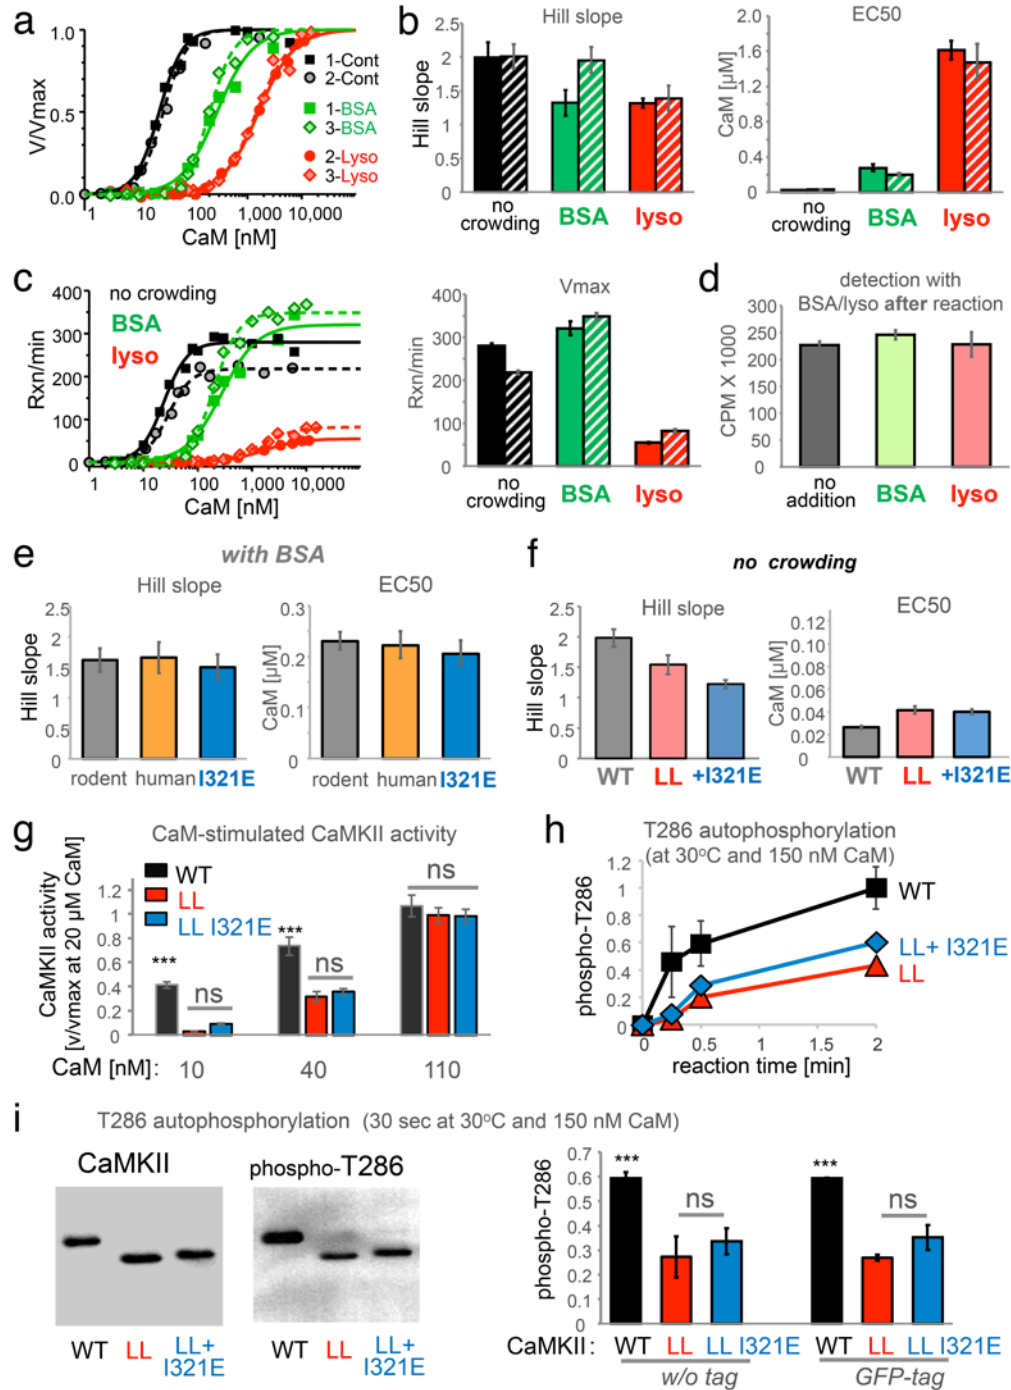 a
V/Vmax
1.0
0.5
0.0
1
10
100
1,000
10,000
CaM [nM]
1-Cont
2-Cont
1-BSA
3-BSA
2-Lyso
3-Lyso
b
Hill slope
Hill slope
2.5
2
1.5
1
0.5
0
no crowding
BSA
lyso
EC50
CaM [µM]
2.0
1.6
1.2
0.8
0.4
0
no crowding
BSA
lyso
c
no crowding
BSA
lyso
Rxn/min
400
300
200
100
0
1
10
100
1,000
10,000
CaM [nM]
Vmax
Rxn/min
400
300
200
100
0
no crowding
BSA
lyso
d
detection with
BSA/lyso after reaction
CPM X 1000
300
250
200
150
100
250
0
no addition
BSA
lyso
e
with BSA
Hill slope
Hill slope
2.5
2
1.5
1
0.5
0
rodent human I321E
EC50
CaM [µM]
0.3
0.2
0.1
0
rodent human I321E
f
no crowding
Hill slope
Hill slope
2.5
2
1.5
1
0.5
0
WT LL +I321E
EC50
CaM [µM]
0.12
0.08
0.04
0.02
0
WT LL +I321E
g
CaM-stimulated CaMKII activity
CaMKII activity
[v/vmax at 20 µM CaM]
1.2
1
0.8
0.6
0.4
0.2
0
WT
LL
LL I321E
***
ns
***
ns
ns
CaM [nM]: 10 40 110
h
T286 autophosphorylation
(at 30°C and 150 nM CaM)
phospho-T286
1.2
1
0.8
0.6
0.4
0.2
0
WT
LL+ I321E
LL
0 0.5 1 1.5 2
reaction time [min]
i
T286 autophosphorylation (30 sec at 30°C and 150 nM CaM)
CaMKII
WT LL LL+ I321E
phospho-T286
WT LL LL+ I321E
phospho-T286
0.7
0.6
0.5
0.4
0.3
0.2
0.1
0
***
ns
***
ns
CaMKII: WT LL LL I321E WT LL LL I321E
w/o tag GFP-tag